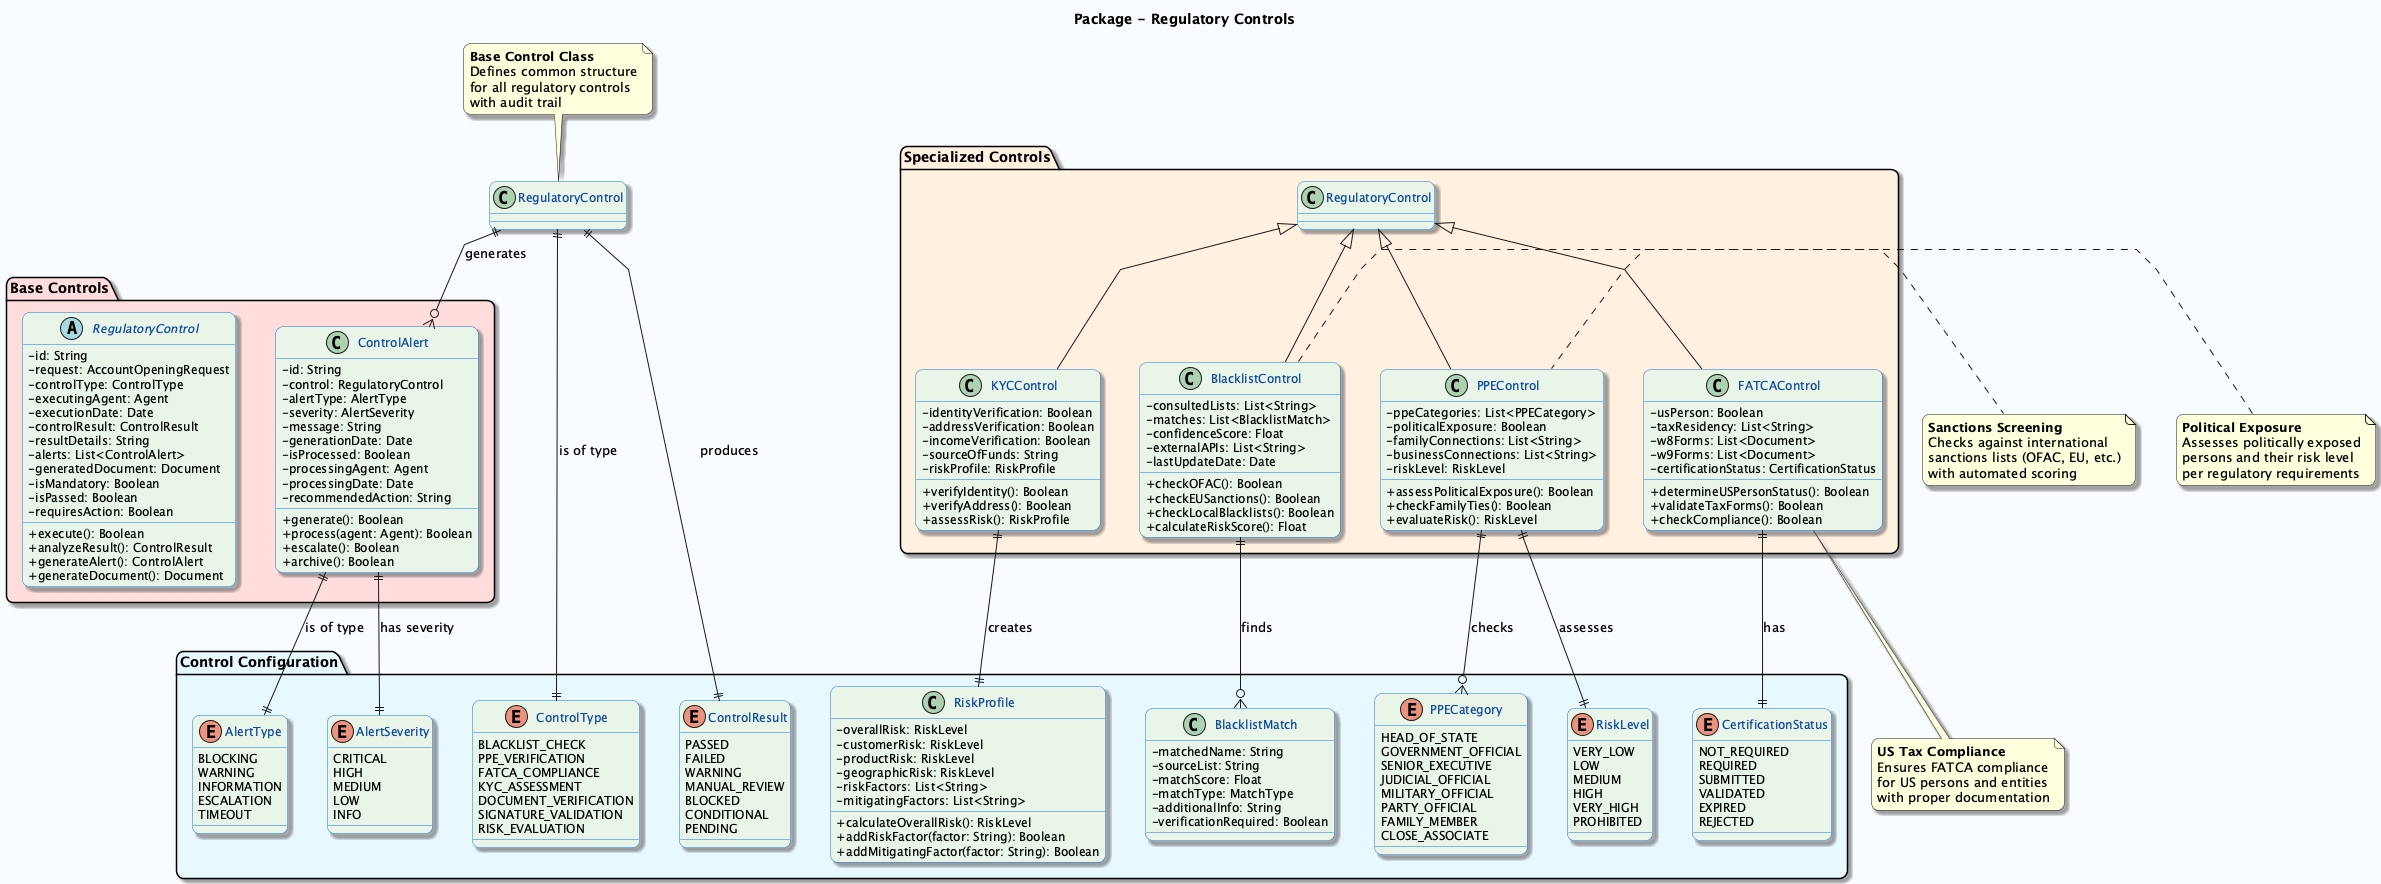 Package - Regulatory Controls
Base Control Class
Defines common structure
for all regulatory controls
with audit trail
C RegulatoryControl
generates
is of type
produces
Base Controls
A RegulatoryControl
-id: String
-request: AccountOpeningRequest
-controlType: ControlType
-executingAgent: Agent
-executionDate: Date
-controlResult: ControlResult
-resultDetails: String
-alerts: List<ControlAlert>
-generatedDocument: Document
-isMandatory: Boolean
-isPassed: Boolean
-requiresAction: Boolean
+execute(): Boolean
+analyzeResult(): ControlResult
+generateAlert(): ControlAlert
+generateDocument(): Document
C ControlAlert
-id: String
-control: RegulatoryControl
-alertType: AlertType
-severity: AlertSeverity
-message: String
-generationDate: Date
-isProcessed: Boolean
-processingAgent: Agent
-processingDate: Date
-recommendedAction: String
+generate(): Boolean
+process(agent: Agent): Boolean
+escalate(): Boolean
+archive(): Boolean
is of type
has severity
Specialized Controls
C RegulatoryControl
C KYCControl
-identityVerification: Boolean
-addressVerification: Boolean
-incomeVerification: Boolean
-sourceOfFunds: String
-riskProfile: RiskProfile
+verifyIdentity(): Boolean
+verifyAddress(): Boolean
+assessRisk(): RiskProfile
C BlacklistControl
-consultedLists: List<String>
-matches: List<BlacklistMatch>
-confidenceScore: Float
-externalAPIs: List<String>
-lastUpdateDate: Date
+checkOFAC(): Boolean
+checkEUSanctions(): Boolean
+checkLocalBlacklists(): Boolean
+calculateRiskScore(): Float
C PPEControl
-ppeCategories: List<PPECategory>
-politicalExposure: Boolean
-familyConnections: List<String>
-businessConnections: List<String>
-riskLevel: RiskLevel
+assessPoliticalExposure(): Boolean
+checkFamilyTies(): Boolean
+evaluateRisk(): RiskLevel
C FATCAControl
-usPerson: Boolean
-taxResidency: List<String>
-w8Forms: List<Document>
-w9Forms: List<Document>
-certificationStatus: CertificationStatus
+determineUSPersonStatus(): Boolean
+validateTaxForms(): Boolean
+checkCompliance(): Boolean
Sanctions Screening
Checks against international
sanctions lists (OFAC, EU, etc.)
with automated scoring
Political Exposure
Assesses politically exposed
persons and their risk level
per regulatory requirements
creates
finds
checks
assesses
has
Control Configuration
E AlertType
BLOCKING
WARNING
INFORMATION
ESCALATION
TIMEOUT
E AlertSeverity
CRITICAL
HIGH
MEDIUM
LOW
INFO
E ControlType
BLACKLIST_CHECK
PPE_VERIFICATION
FATCA_COMPLIANCE
KYC_ASSESSMENT
DOCUMENT_VERIFICATION
SIGNATURE_VALIDATION
RISK_EVALUATION
E ControlResult
PASSED
FAILED
WARNING
MANUAL_REVIEW
BLOCKED
CONDITIONAL
PENDING
C RiskProfile
-overallRisk: RiskLevel
-customerRisk: RiskLevel
-productRisk: RiskLevel
-geographicRisk: RiskLevel
-riskFactors: List<String>
-mitigatingFactors: List<String>
+calculateOverallRisk(): RiskLevel
+addRiskFactor(factor: String): Boolean
+addMitigatingFactor(factor: String): Boolean
C BlacklistMatch
-matchedName: String
-sourceList: String
-matchScore: Float
-matchType: MatchType
-additionalInfo: String
-verificationRequired: Boolean
E PPECategory
HEAD_OF_STATE
GOVERNMENT_OFFICIAL
SENIOR_EXECUTIVE
JUDICIAL_OFFICIAL
MILITARY_OFFICIAL
PARTY_OFFICIAL
FAMILY_MEMBER
CLOSE_ASSOCIATE
E RiskLevel
VERY_LOW
LOW
MEDIUM
HIGH
VERY_HIGH
PROHIBITED
E CertificationStatus
NOT_REQUIRED
REQUIRED
SUBMITTED
VALIDATED
EXPIRED
REJECTED
US Tax Compliance
Ensures FATCA compliance
for US persons and entities
with proper documentation